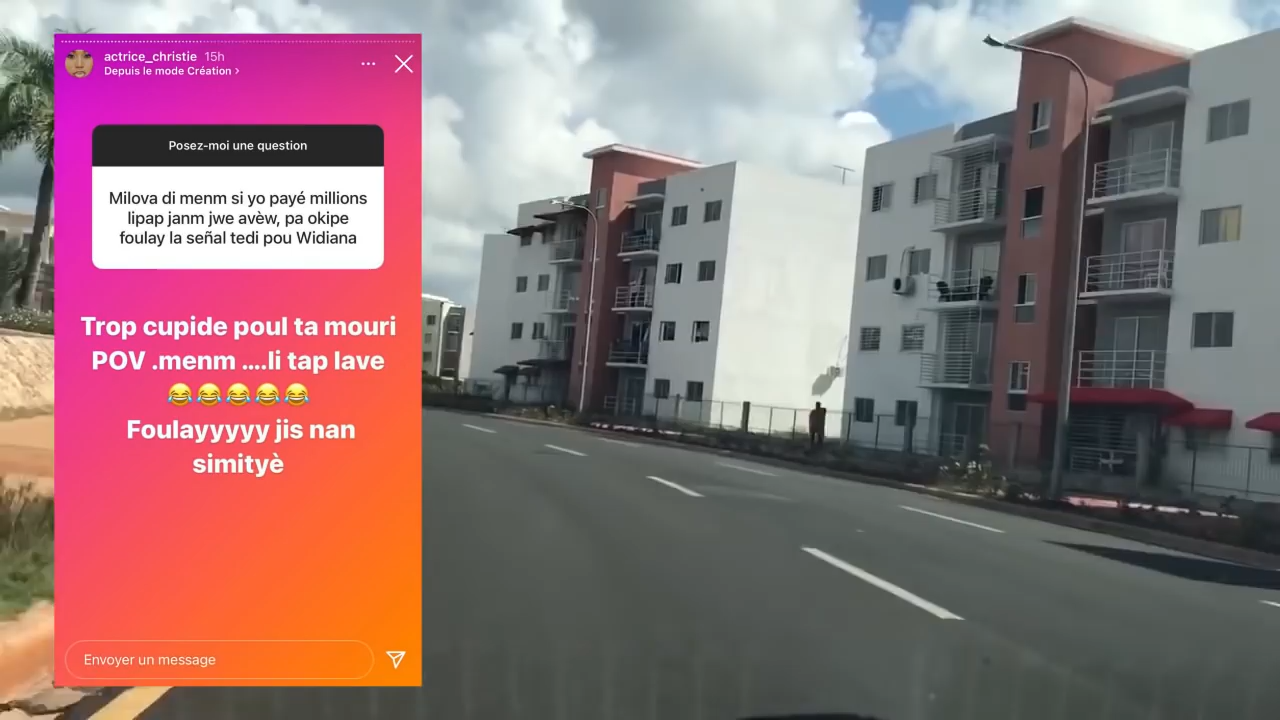 actrice_christie 15h
Depuis le mode Création >
Posez-moi une question
Milova di menm si yo payé millions
lipap janm jwe avèw, pa okipe
foulay la señal tedi pou Widiana
Trop cupide poul ta mouri
POV .menm ....li tap lave
😂😂😂😂😂
Foulayyyyy jis nan
simityè
Envoyer un message